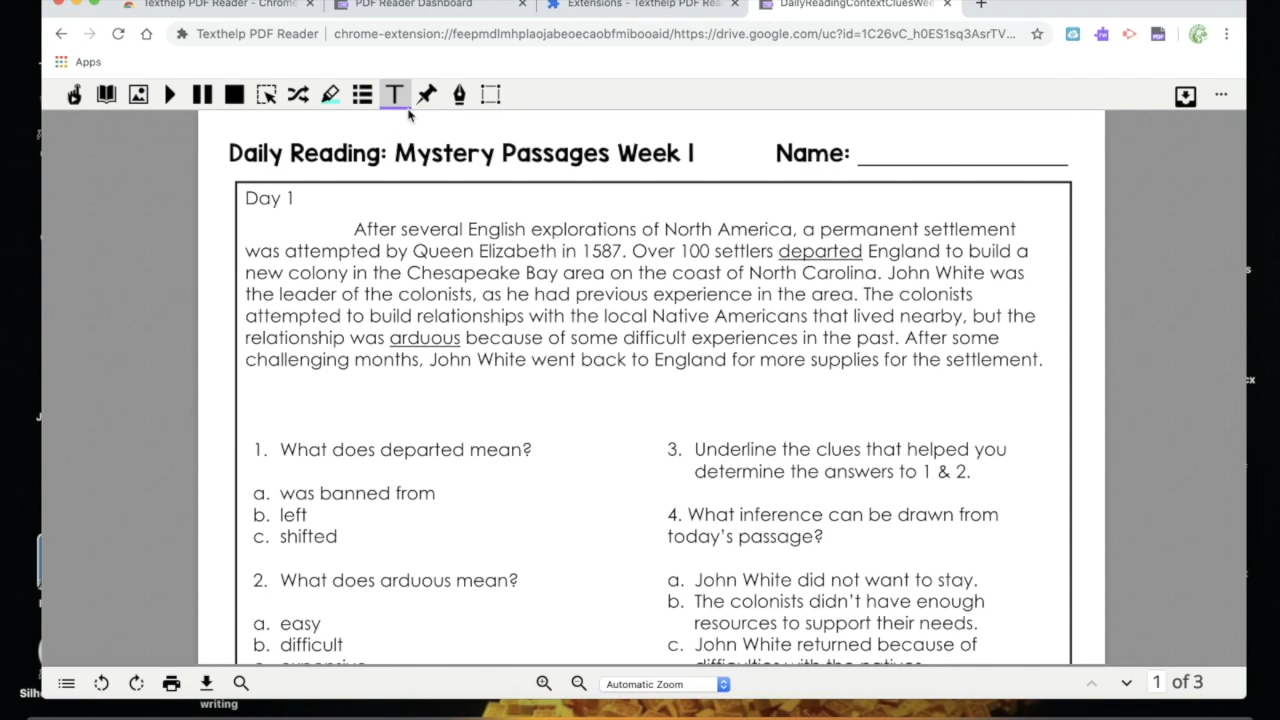 Texthelp PDF Reader - Chrome
PDF Reader Dashboard
Extensions - Texthelp PDF Rea
DailyReadingContextCluesWee
Texthelp PDF Reader
chrome-extension://feepmdlmhplaojabeoecaobfmibooaid/https://drive.google.com/uc?id=1C26vC_h0ES1sq3AsrTV...
Apps
Daily Reading: Mystery Passages Week 1 Name:
Day 1
After several English explorations of North America, a permanent settlement
was attempted by Queen Elizabeth in 1587. Over 100 settlers departed England to build a
new colony in the Chesapeake Bay area on the coast of North Carolina. John White was
the leader of the colonists, as he had previous experience in the area. The colonists
attempted to build relationships with the local Native Americans that lived nearby, but the
relationship was arduous because of some difficult experiences in the past. After some
challenging months, John White went back to England for more supplies for the settlement.
1. What does departed mean?
a. was banned from
b. left
c. shifted
2. What does arduous mean?
a. easy
b. difficult
c. expensive
3. Underline the clues that helped you
determine the answers to 1 & 2.
4. What inference can be drawn from
today's passage?
a. John White did not want to stay.
b. The colonists didn't have enough
resources to support their needs.
c. John White returned because of
difficulties with the natives.
Automatic Zoom
1 of 3
Silh
writing